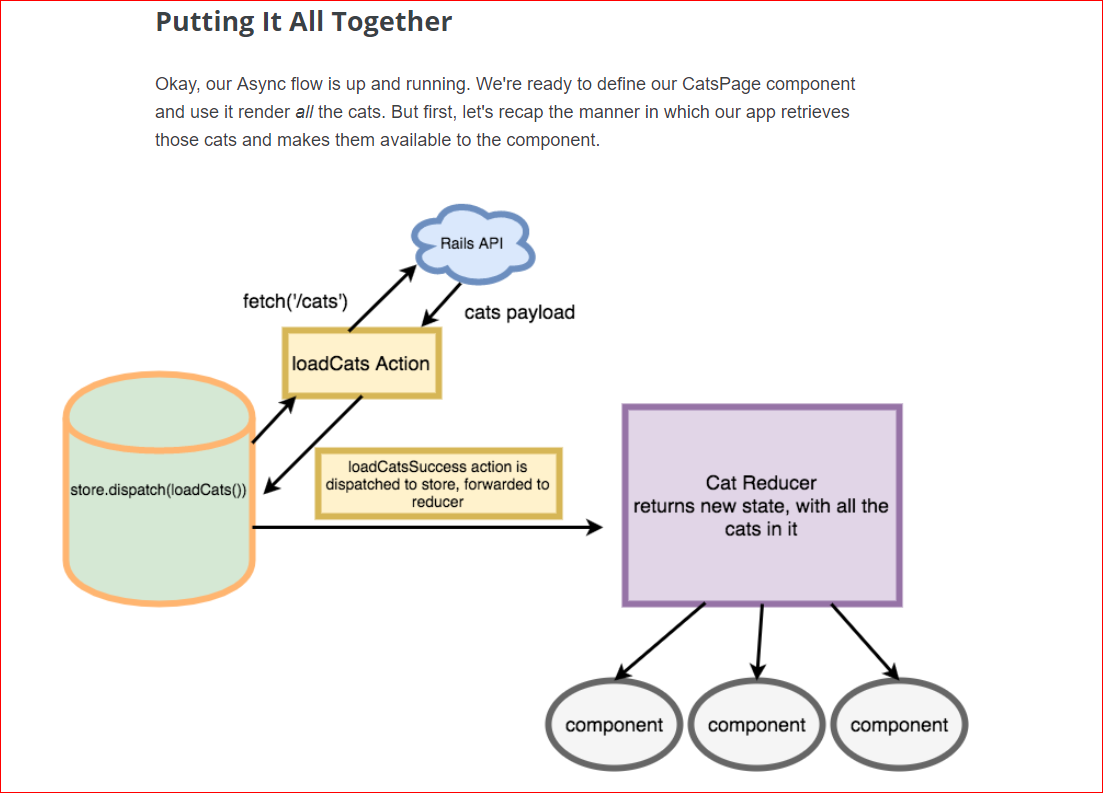 Putting It All Together
Okay, our Async flow is up and running. We're ready to define our CatsPage component
and use it render all the cats. But first, let's recap the manner in which our app retrieves
those cats and makes them available to the component.
Rails API
fetch('/cats')
cats payload
loadCats Action
loadCatsSuccess action is
dispatched to store, forwarded to
reducer
store.dispatch(loadCats())
Cat Reducer
returns new state, with all the
cats in it
component
component
component